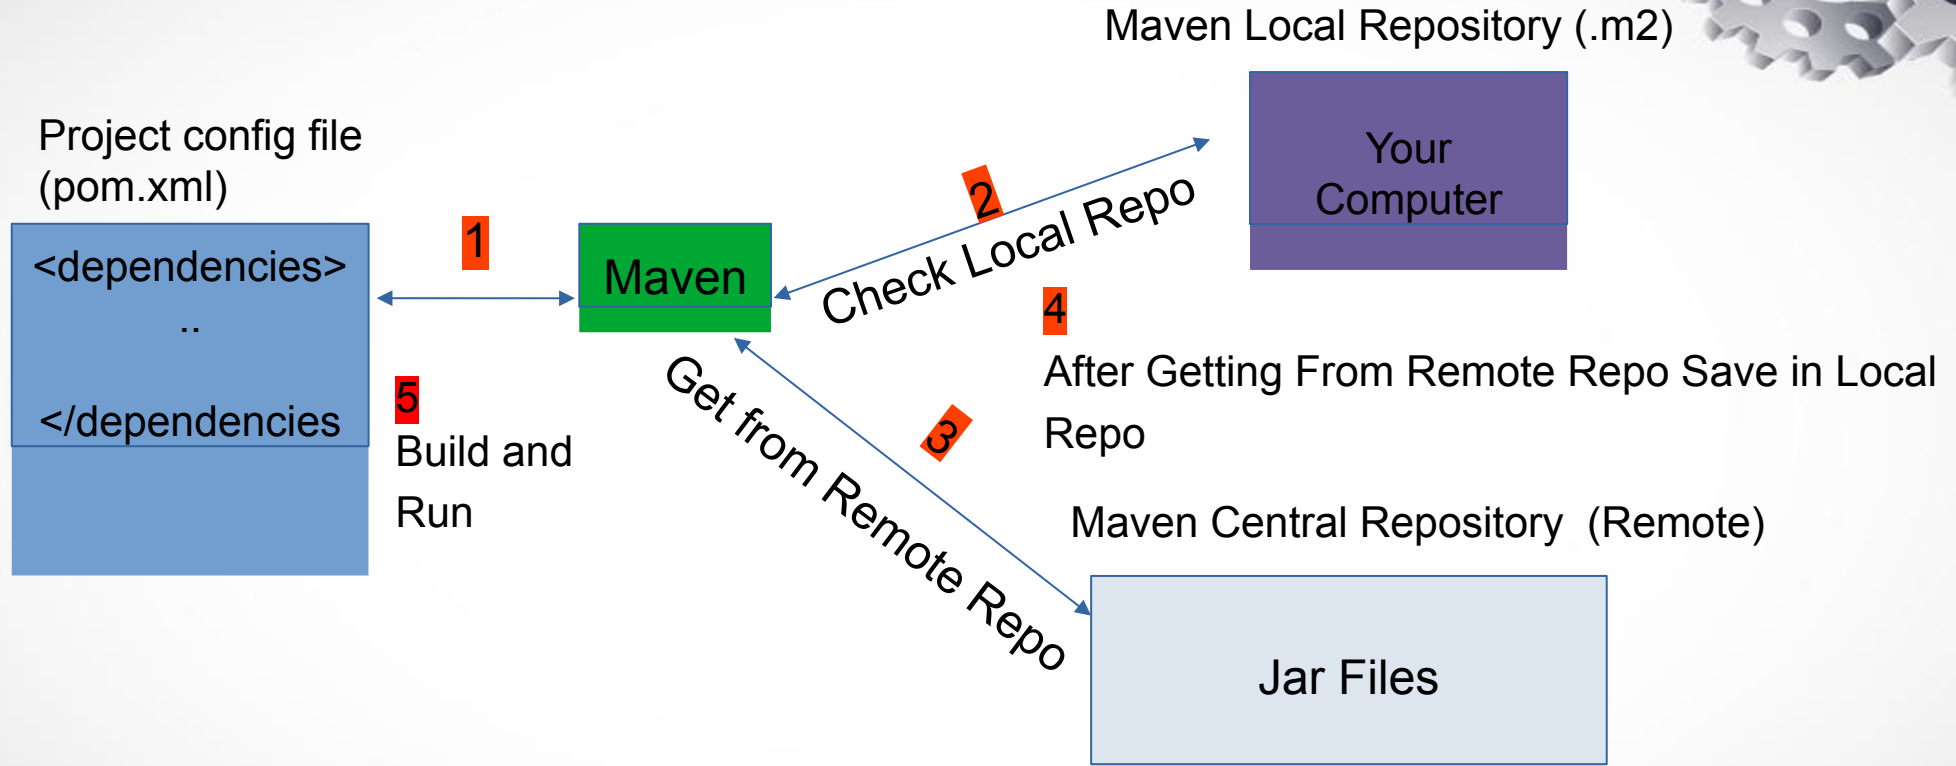 Maven Local Repository (.m2)
Project config file
(pom.xml)
Your
Computer
<dependencies>
..
</dependencies
1
Maven
2
Check Local Repo
4
After Getting From Remote Repo Save in Local
Repo
5
Build and
Run
3
Get from Remote Repo
Maven Central Repository  (Remote)
Jar Files